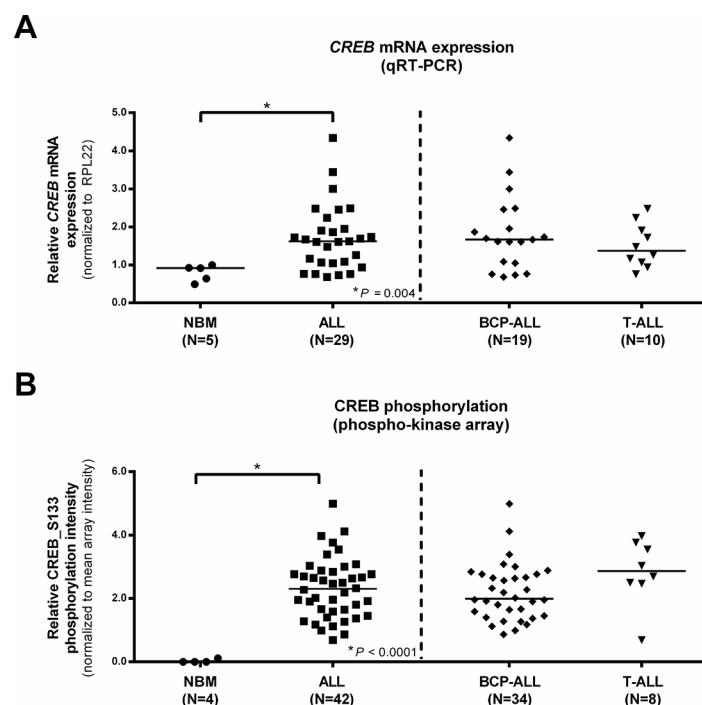 A
CREB mRNA expression
(qRT-PCR)
Relative CREB mRNA
expression
(normalized to RPL22)
5.0
4.0
3.0
2.0
1.0
0.0
*
*P = 0.004
NBM
(N=5)
ALL
(N=29)
BCP-ALL
(N=19)
T-ALL
(N=10)
B
CREB phosphorylation
(phospho-kinase array)
Relative CREB_S133
phosphorylation intensity
(normalized to mean array intensity)
6.0
4.0
2.0
0.0
*
*P < 0.0001
NBM
(N=4)
ALL
(N=42)
BCP-ALL
(N=34)
T-ALL
(N=8)